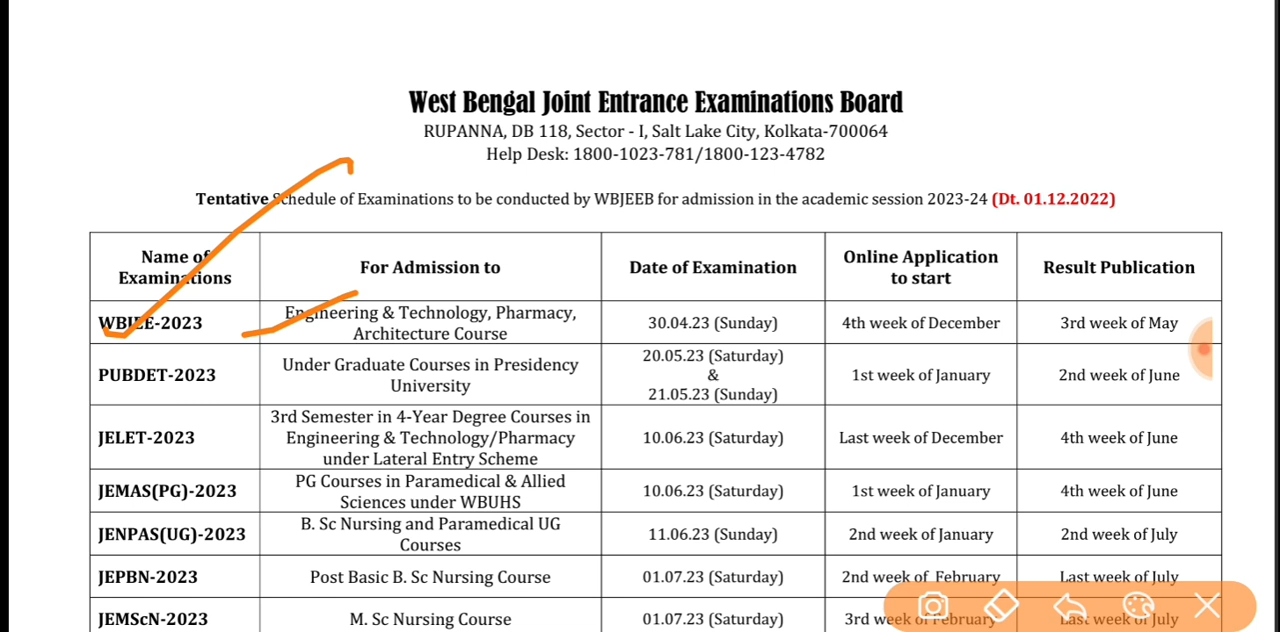 West Bengal Joint Entrance Examinations Board
RUPANNA, DB 118, Sector - I, Salt Lake City, Kolkata-700064
Help Desk: 1800-1023-781/1800-123-4782
Tentative Schedule of Examinations to be conducted by WBJEEB for admission in the academic session 2023-24 (Dt. 01.12.2022)
Name of
Examinations
For Admission to
Date of Examination
Online Application
to start
Result Publication
WBJEE-2023
Engineering & Technology, Pharmacy,
Architecture Course
30.04.23 (Sunday)
4th week of December
3rd week of May
PUBDET-2023
Under Graduate Courses in Presidency
University
20.05.23 (Saturday)
&
21.05.23 (Sunday)
1st week of January
2nd week of June
JELET-2023
3rd Semester in 4-Year Degree Courses in
Engineering & Technology/Pharmacy
under Lateral Entry Scheme
10.06.23 (Saturday)
Last week of December
4th week of June
JEMAS(PG)-2023
PG Courses in Paramedical & Allied
Sciences under WBUHS
10.06.23 (Saturday)
1st week of January
4th week of June
JENPAS(UG)-2023
B. Sc Nursing and Paramedical UG
Courses
11.06.23 (Sunday)
2nd week of January
2nd week of July
JEPBN-2023
Post Basic B. Sc Nursing Course
01.07.23 (Saturday)
2nd week of February
Last week of July
JEMScN-2023
M. Sc Nursing Course
01.07.23 (Saturday)
3rd week of February
Last week of July